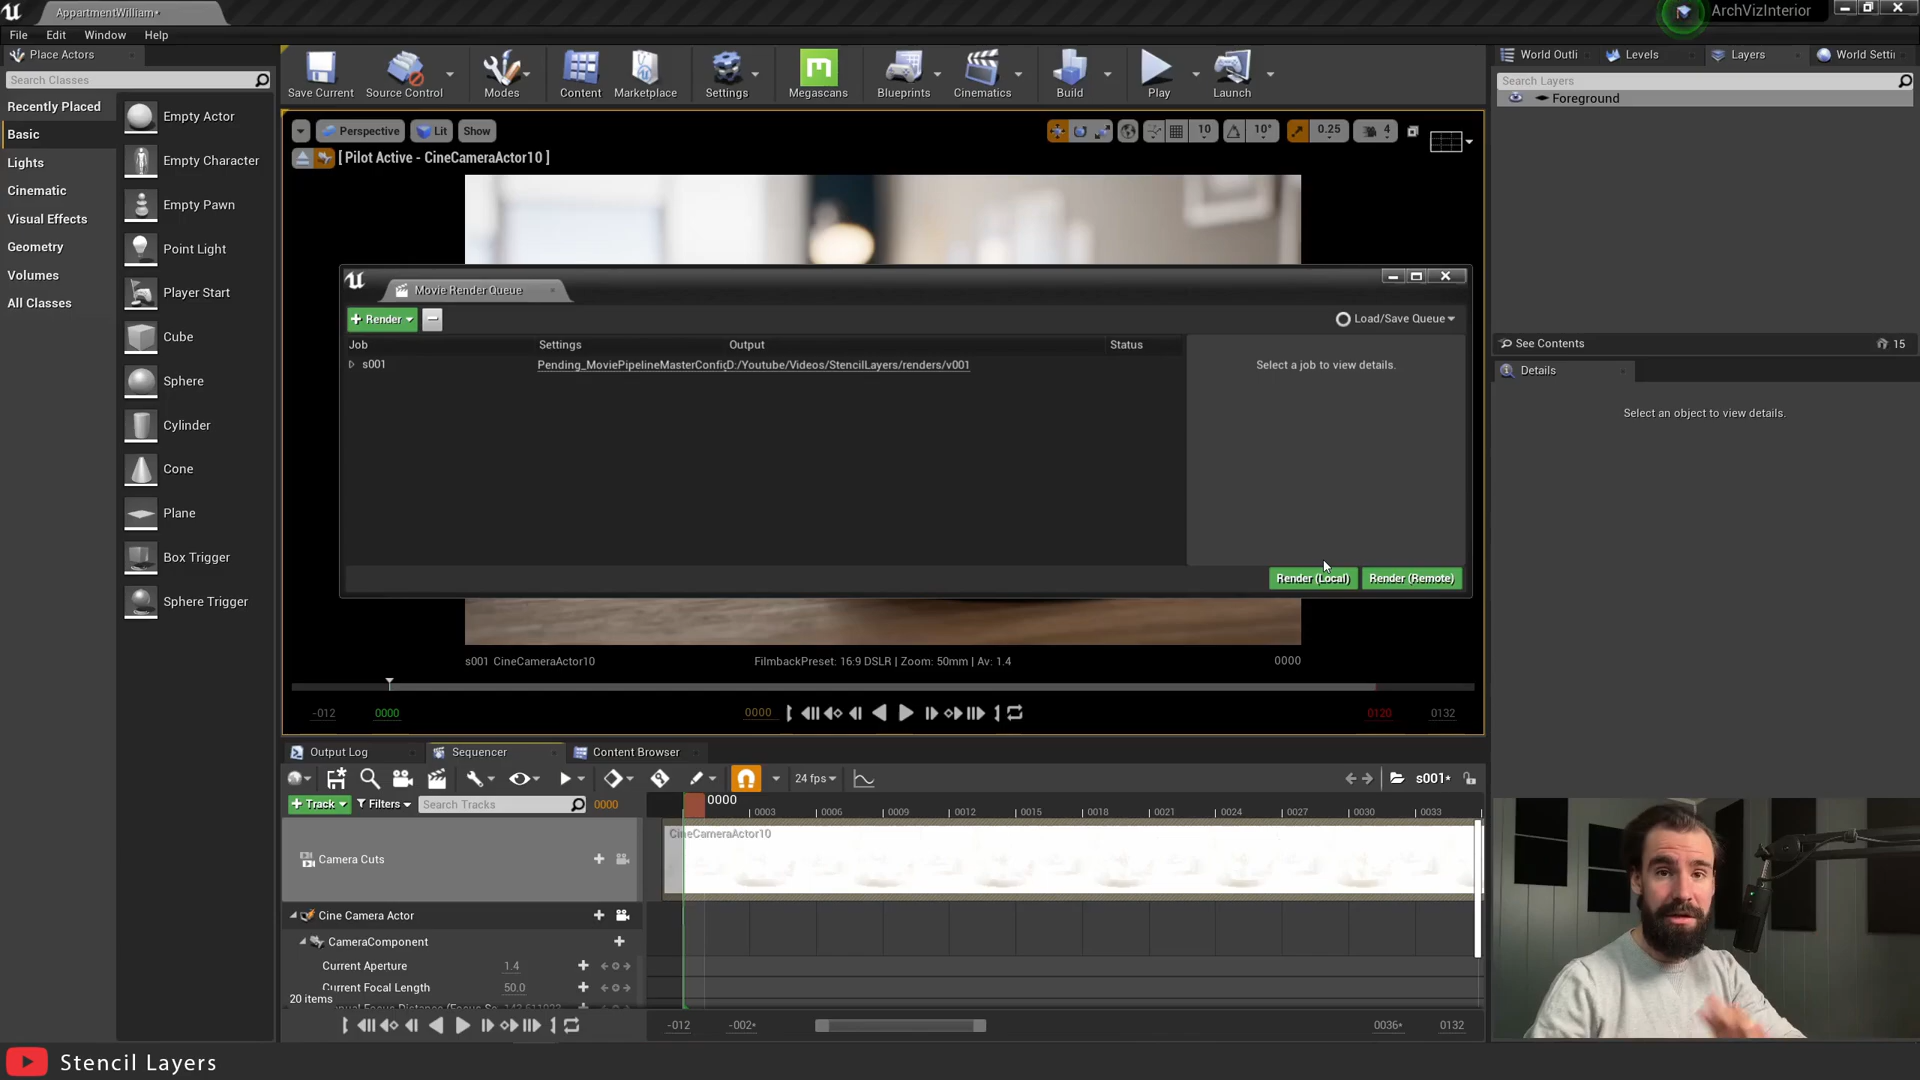 AppartmentWilliam•
ArchVizInterior
File Edit Window Help
Place Actors
Search Classes
Recently Placed
Basic
Lights
Cinematic
Visual Effects
Geometry
Volumes
All Classes
Empty Actor
Empty Character
Empty Pawn
Point Light
Player Start
Cube
Sphere
Cylinder
Cone
Plane
Box Trigger
Sphere Trigger
Save Current Source Control Modes Content Marketplace Settings Megascans Blueprints Cinematics Build Play Launch
Perspective Lit Show
10 10° 0.25 4
[ Pilot Active - CineCameraActor10 ]
Movie Render Queue
Render
Load/Save Queue
Job Settings Output Status
s001 Pending_MoviePipelineMasterConfig D:/Youtube/Videos/StencilLayers/renders/v001
Select a job to view details.
Render (Local) Render (Remote)
s001 CineCameraActor10 FilmbackPreset: 16:9 DSLR | Zoom: 50mm | Av: 1.4 0000
-012 0000 0000 0120 0132
Output Log Sequencer Content Browser
24 fps s001*
+ Track Filters Search Tracks 0000
0000
0003 0006 0009 0012 0015 0018 0021 0024 0027 0030 0033
CineCameraActor10
Camera Cuts
Cine Camera Actor
CameraComponent
Current Aperture 1.4
Current Focal Length 50.0
20 items
-012 -002* 0036* 0132
World Outli Levels Layers World Setti
Search Layers
Foreground
See Contents 15
Details
Select an object to view details.
Stencil Layers